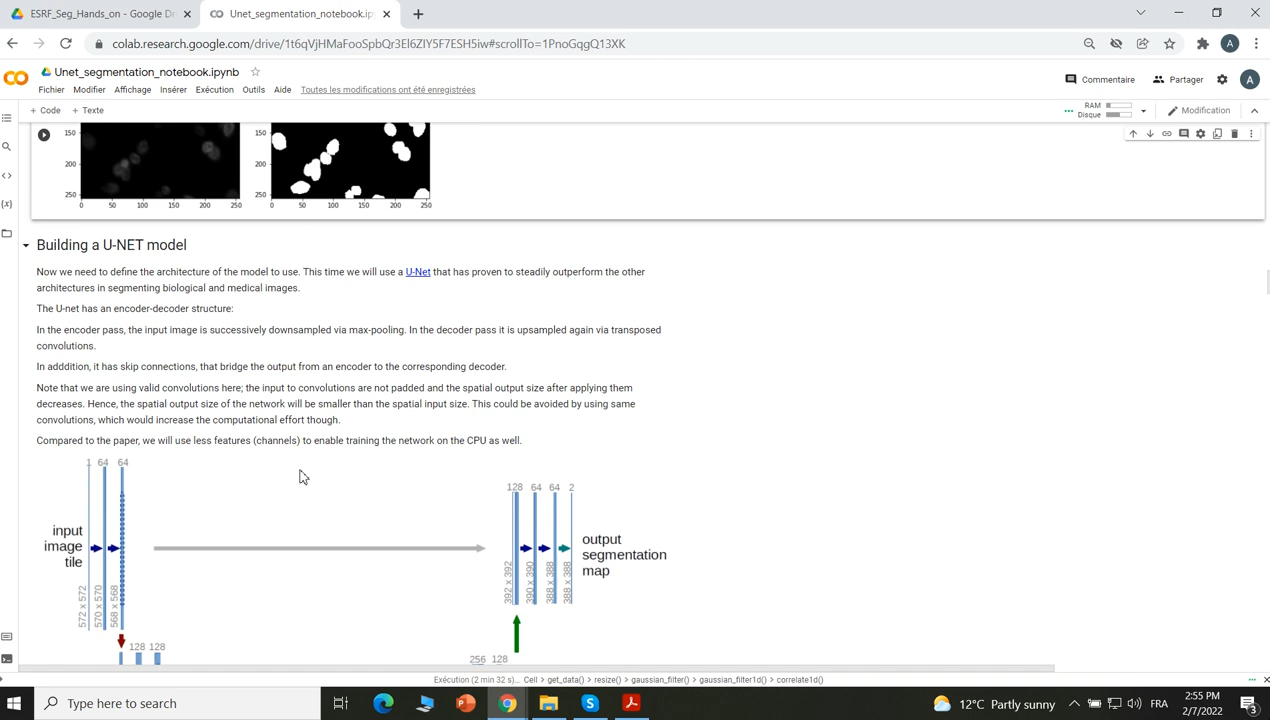 ESRF_Seg_Hands_on - Google Dr
Unet_segmentation_notebook.ipyn
colab.research.google.com/drive/1t6qVjHMaFooSpbQr3El6ZIY5F7ESH5iw#scrollTo=1PnoGqgQ13XK
A
Unet_segmentation_notebook.ipynb
Commentaire
Partager
A
Fichier Modifier Affichage Insérer Exécution Outils Aide Toutes les modifications ont été enregistrées
+ Code + Texte
RAM
Disque
Modification
150
200
250
0 50 100 150 200 250
150
200
250
0 50 100 150 200 250
Building a U-NET model
Now we need to define the architecture of the model to use. This time we will use a U-Net that has proven to steadily outperform the other
architectures in segmenting biological and medical images.
The U-net has an encoder-decoder structure:
In the encoder pass, the input image is successively downsampled via max-pooling. In the decoder pass it is upsampled again via transposed
convolutions.
In adddition, it has skip connections, that bridge the output from an encoder to the corresponding decoder.
Note that we are using valid convolutions here; the input to convolutions are not padded and the spatial output size after applying them
decreases. Hence, the spatial output size of the network will be smaller than the spatial input size. This could be avoided by using same
convolutions, which would increase the computational effort though.
Compared to the paper, we will use less features (channels) to enable training the network on the CPU as well.
1 64 64
input
image
tile
572 x 572
570 x 570
568 x 568
128 128
128 64 64 2
output
segmentation
map
392 x 392
390 x 390
388 x 388
388 x 388
256 128
Exécution (2 min 32 s)... Cell > get_data() > resize() > gaussian_filter() > gaussian_filter1d() > correlate1d()
Type here to search
12°C Partly sunny
FRA
2:55 PM
2/7/2022
3